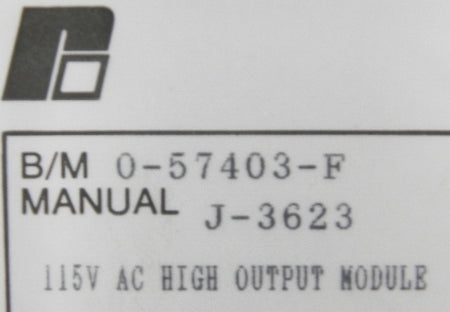 B/M 0-57403-F
MANUAL J-3623
115V AC HIGH OUTPUT MODULE